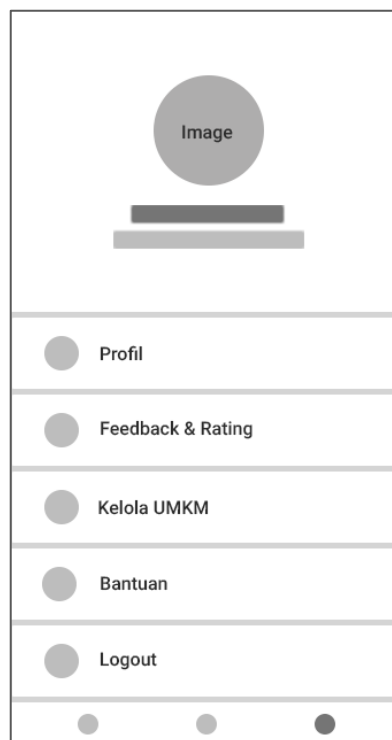 Image
Profil
Feedback & Rating
Kelola UMKM
Bantuan
Logout